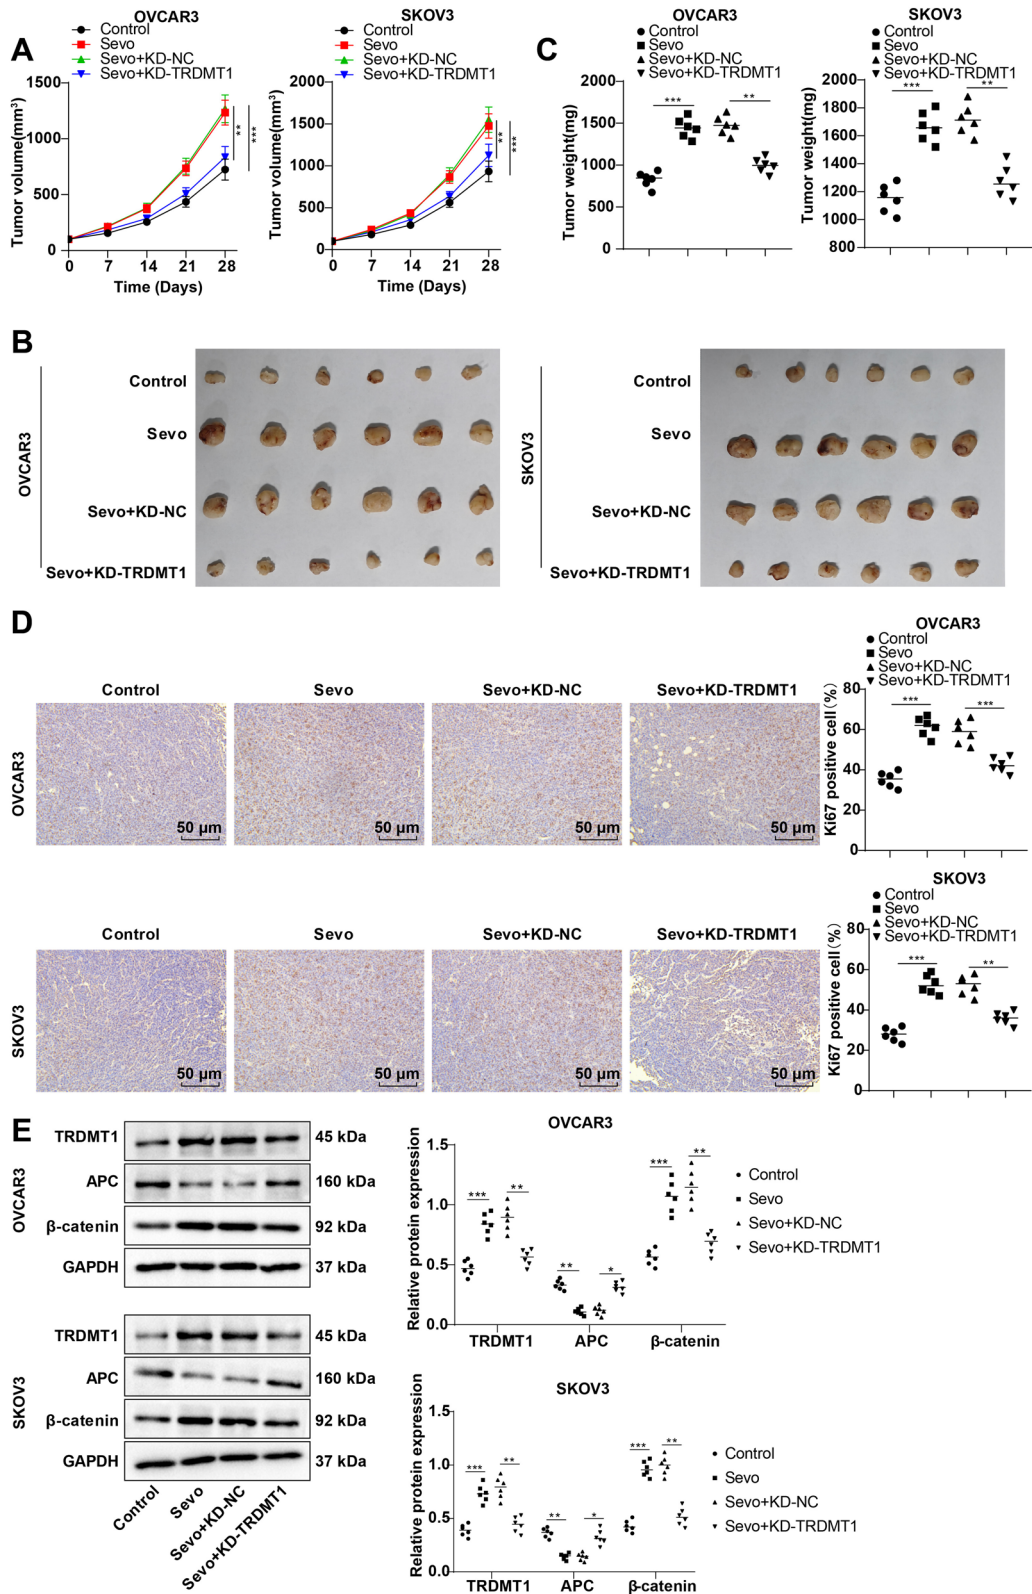 A
OVCAR3
Control
Sevo
Sevo+KD-NC
Sevo+KD-TRDMT1
Tumor volume(mm³)
1500
1000
500
0
**
***
0 7 14 21 28
Time (Days)
SKOV3
Control
Sevo
Sevo+KD-NC
Sevo+KD-TRDMT1
Tumor volume(mm³)
2000
1500
1000
500
0
**
***
0 7 14 21 28
Time (Days)
C
OVCAR3
Control
Sevo
Sevo+KD-NC
Sevo+KD-TRDMT1
Tumor weight(mg)
2000
1500
1000
500
0
*** **
SKOV3
Control
Sevo
Sevo+KD-NC
Sevo+KD-TRDMT1
Tumor weight(mg)
2000
1800
1600
1400
1200
1000
800
*** **
B
OVCAR3
Control
Sevo
Sevo+KD-NC
Sevo+KD-TRDMT1
SKOV3
Control
Sevo
Sevo+KD-NC
Sevo+KD-TRDMT1
D
Control Sevo Sevo+KD-NC Sevo+KD-TRDMT1
OVCAR3
50 µm 50 µm 50 µm 50 µm
OVCAR3
Control
Sevo
Sevo+KD-NC
Sevo+KD-TRDMT1
Ki67 positive cell(%)
80
60
40
20
0
*** ***
Control Sevo Sevo+KD-NC Sevo+KD-TRDMT1
SKOV3
50 µm 50 µm 50 µm 50 µm
SKOV3
Control
Sevo
Sevo+KD-NC
Sevo+KD-TRDMT1
Ki67 positive cell(%)
80
60
40
20
0
*** **
E
OVCAR3
TRDMT1 45 kDa
APC 160 kDa
β-catenin 92 kDa
GAPDH 37 kDa
SKOV3
TRDMT1 45 kDa
APC 160 kDa
β-catenin 92 kDa
GAPDH 37 kDa
Control
Sevo
Sevo+KD-NC
Sevo+KD-TRDMT1
OVCAR3
Relative protein expression
1.5
1.0
0.5
0.0
*** ** ** * *** **
TRDMT1 APC β-catenin
Control
Sevo
Sevo+KD-NC
Sevo+KD-TRDMT1
SKOV3
Relative protein expression
1.5
1.0
0.5
0.0
*** ** ** * *** **
TRDMT1 APC β-catenin
Control
Sevo
Sevo+KD-NC
Sevo+KD-TRDMT1